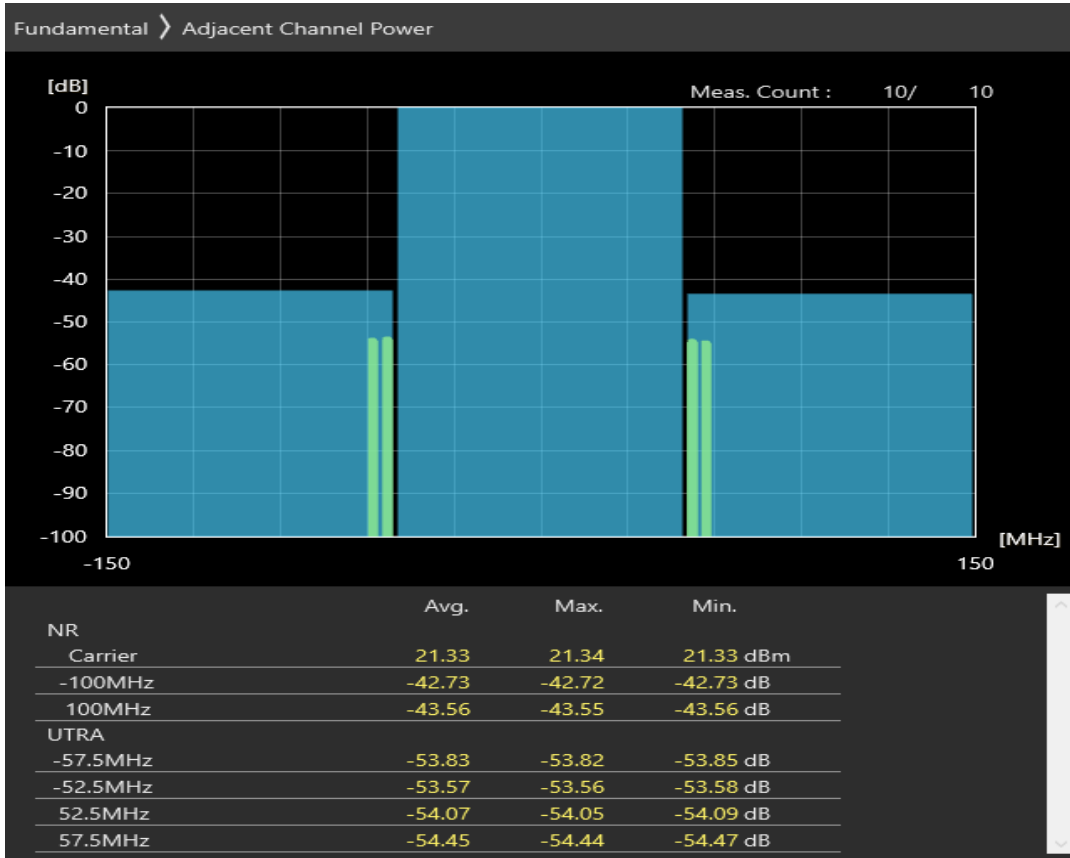 Fundamental 〉 Adjacent Channel Power
[dB]
Meas. Count : 10/ 10
0
-10
-20
-30
-40
-50
-60
-70
-80
-90
-100
[MHz]
-150 150
Avg. Max. Min.
NR
Carrier 21.33 21.34 21.33 dBm
-100MHz -42.73 -42.72 -42.73 dB
100MHz -43.56 -43.55 -43.56 dB
UTRA
-57.5MHz -53.83 -53.82 -53.85 dB
-52.5MHz -53.57 -53.56 -53.58 dB
52.5MHz -54.07 -54.05 -54.09 dB
57.5MHz -54.45 -54.44 -54.47 dB